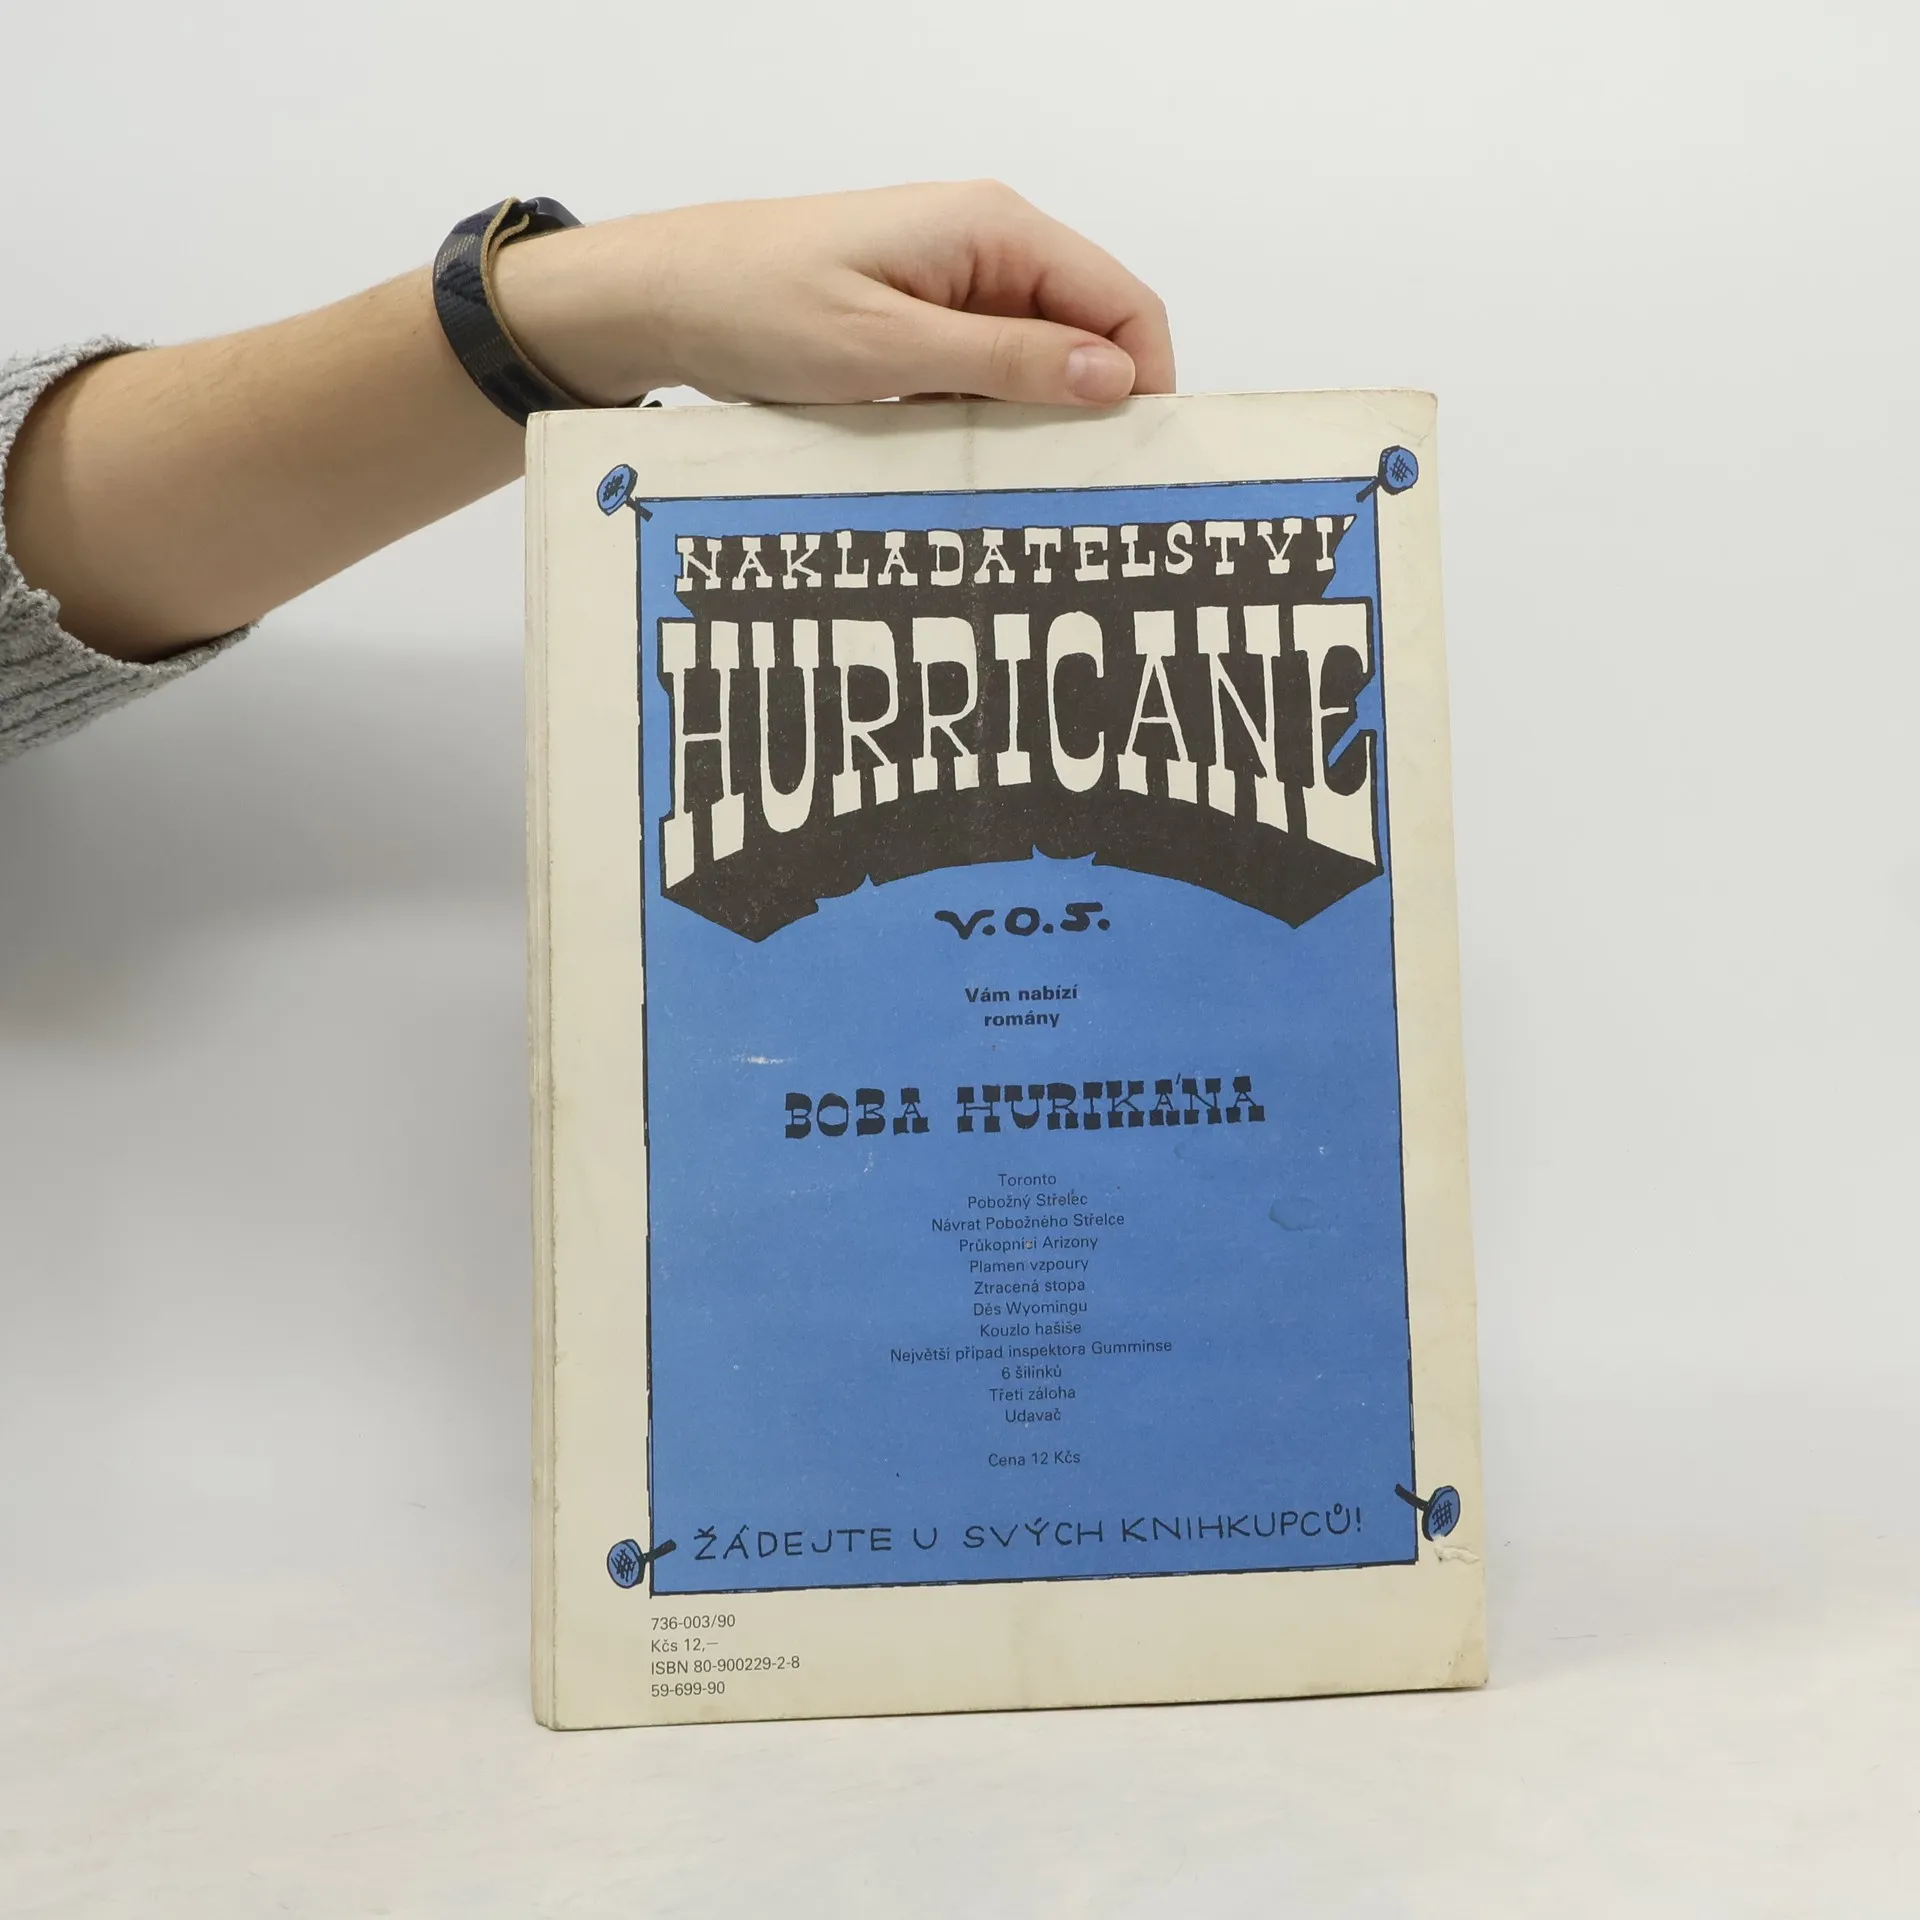 NAKLADATELSTVÍ
HURRICANE
V.O.S.
Vám nabízí
romány
BOBA HURIKÁNA
Toronto
Pobožný Střelec
Návrat Pobožného Střelce
Průkopníci Arizony
Plamen vzpoury
Ztracená stopa
Děs Wyomingu
Kouzlo hašiše
Největší případ inspektora Gumminse
6 šilinků
Třetí záloha
Udavač
Cena 12 Kčs
ŽÁDEJTE U SVÝCH KNIHKUPCŮ!
736-003/90
Kčs 12,—
ISBN 80-900229-2-8
59-699-90